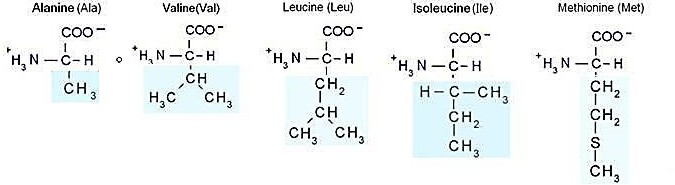 Alanine (Ala)
COO⁻
⁺H₃N — C — H
CH₃
Valine(Val)
COO⁻
⁺H₃N — C — H
CH
H₃C CH₃
Leucine (Leu)
COO⁻
⁺H₃N — C — H
CH₂
CH
CH₃ CH₃
Isoleucine (Ile)
COO⁻
⁺H₃N — C — H
H — C — CH₃
CH₂
CH₃
Methionine (Met)
COO⁻
⁺H₃N — C — H
CH₂
CH₂
S
CH₃